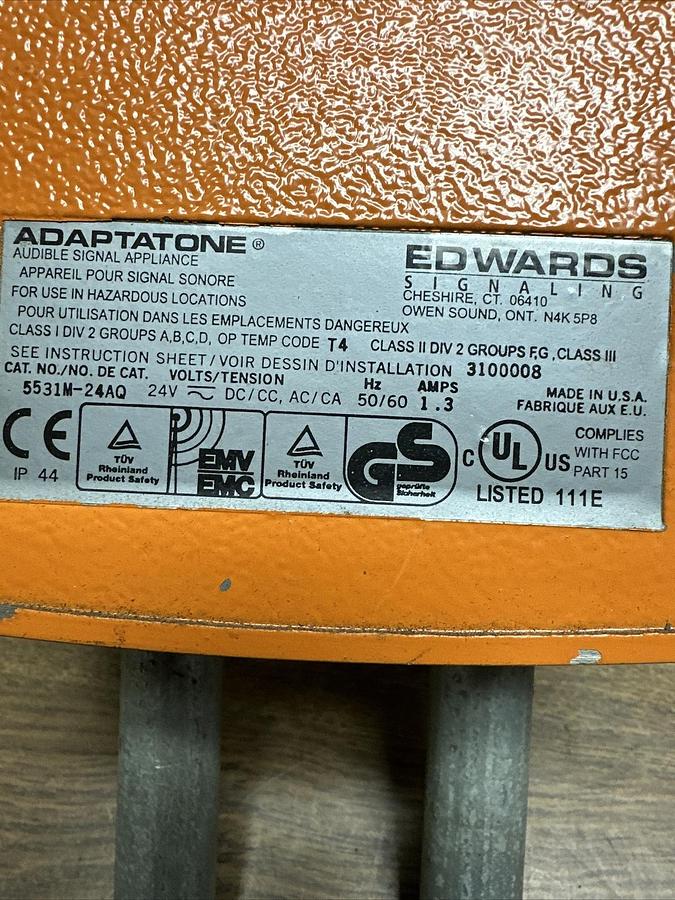 ADAPTATONE ®
AUDIBLE SIGNAL APPLIANCE
APPAREIL POUR SIGNAL SONORE
FOR USE IN HAZARDOUS LOCATIONS
POUR UTILISATION DANS LES EMPLACEMENTS DANGEREUX
EDWARDS
SIGNALING
CHESHIRE, CT. 06410
OWEN SOUND, ONT. N4K 5P8
CLASS I DIV 2 GROUPS A,B,C,D, OP TEMP CODE T4 CLASS II DIV 2 GROUPS F,G , CLASS III
SEE INSTRUCTION SHEET/VOIR DESSIN D'INSTALLATION 3100008
CAT. NO./NO. DE CAT. VOLTS/TENSION Hz AMPS
5531M-24AQ 24V ⎓ DC/CC, AC/CA 50/60 1.3
MADE IN U.S.A.
FABRIQUE AUX E.U.
CE
IP 44
TÜV
Rheinland
Product Safety
EMV
EMC
TÜV
Rheinland
Product Safety
GS
geprüfte
Sicherheit
C UL US
LISTED 111E
COMPLIES
WITH FCC
PART 15